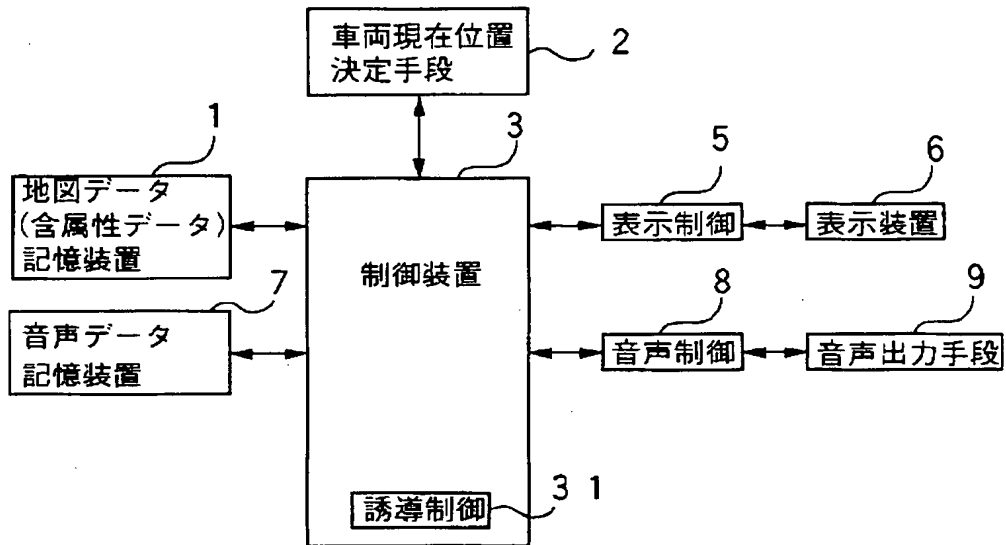 車両現在位置
決定手段
2
1
3
5
6
地図データ
(含属性データ)
記憶装置
表示制御
表示装置
制御装置
7
8
9
音声データ
記憶装置
音声制御
音声出力手段
誘導制御
31